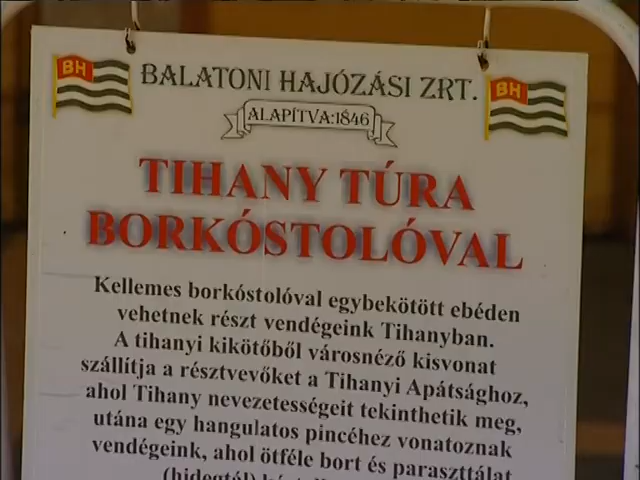 BH BALATONI HAJÓZÁSI ZRT. BH
ALAPÍTVA:1846
TIHANY TÚRA
BORKÓSTOLÓVAL
Kellemes borkóstolóval egybekötött ebéden
vehetnek részt vendégeink Tihanyban.
A tihanyi kikötőből városnéző kisvonat
szállítja a résztvevőket a Tihanyi Apátsághoz,
ahol Tihany nevezetességeit tekinthetik meg,
utána egy hangulatos pincéhez vonatoznak
vendégeink, ahol ötféle bort és paraszttálat
(hidegtál)